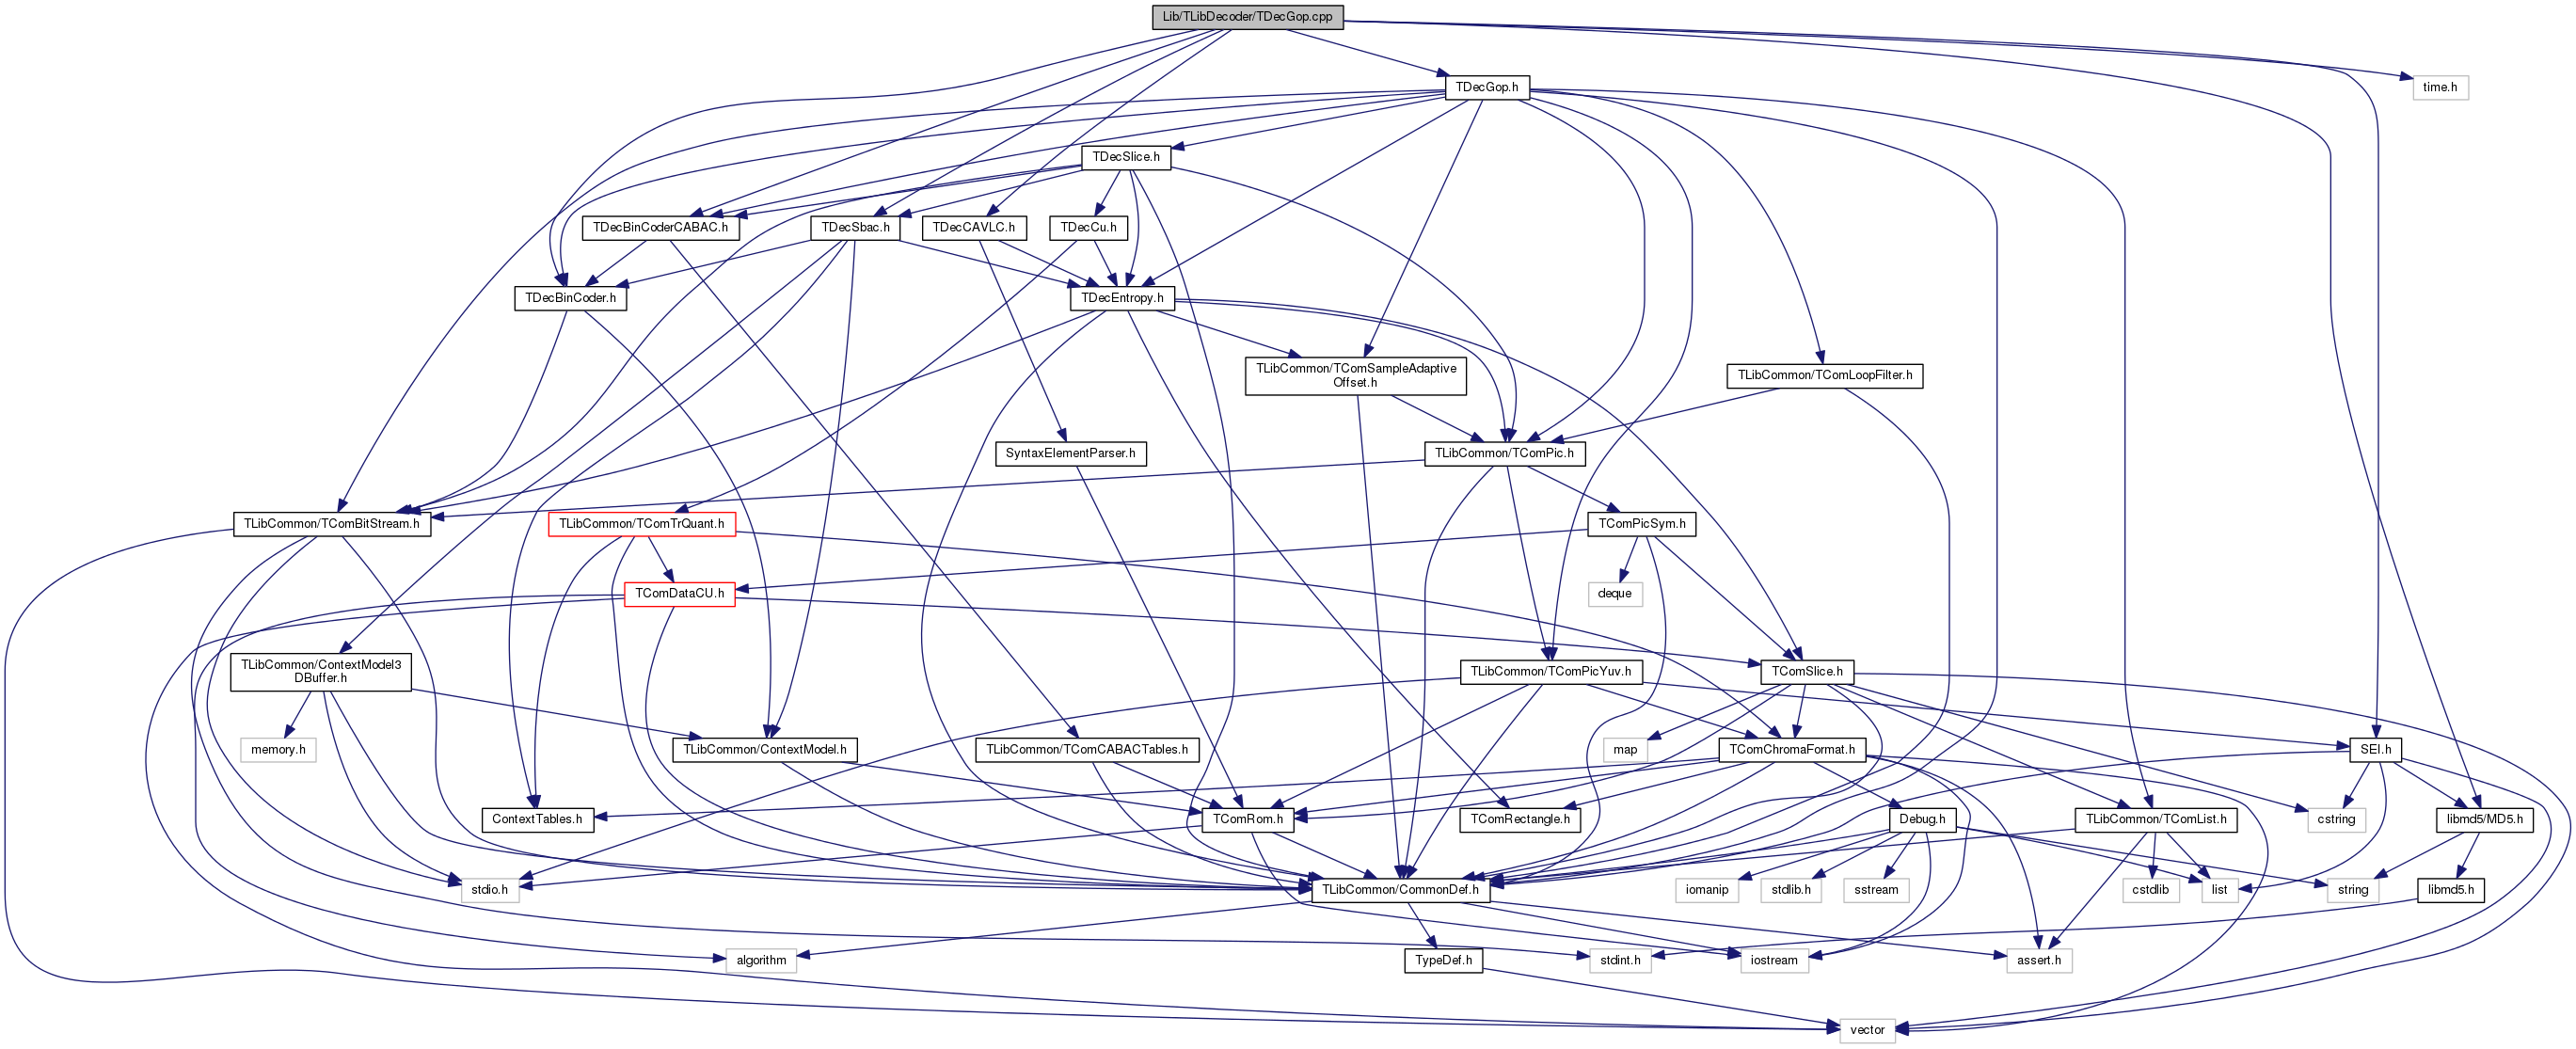 Lib/TLibDecoder/TDecGop.cpp
TDecGop.h
time.h
TDecSlice.h
TDecBinCoderCABAC.h
TDecSbac.h
TDecCAVLC.h
TDecCu.h
TDecBinCoder.h
TDecEntropy.h
TLibCommon/TComSampleAdaptive
Offset.h
TLibCommon/TComLoopFilter.h
SyntaxElementParser.h
TLibCommon/TComPic.h
TLibCommon/TComBitStream.h
TLibCommon/TComTrQuant.h
TComPicSym.h
TComDataCU.h
deque
TLibCommon/ContextModel3
DBuffer.h
TLibCommon/TComPicYuv.h
TComSlice.h
memory.h
TLibCommon/ContextModel.h
TLibCommon/TComCABACTables.h
map
TComChromaFormat.h
SEI.h
ContextTables.h
TComRom.h
TComRectangle.h
Debug.h
TLibCommon/TComList.h
cstring
libmd5/MD5.h
stdio.h
TLibCommon/CommonDef.h
iomanip
stdlib.h
sstream
cstdlib
list
string
libmd5.h
algorithm
TypeDef.h
stdint.h
iostream
assert.h
vector